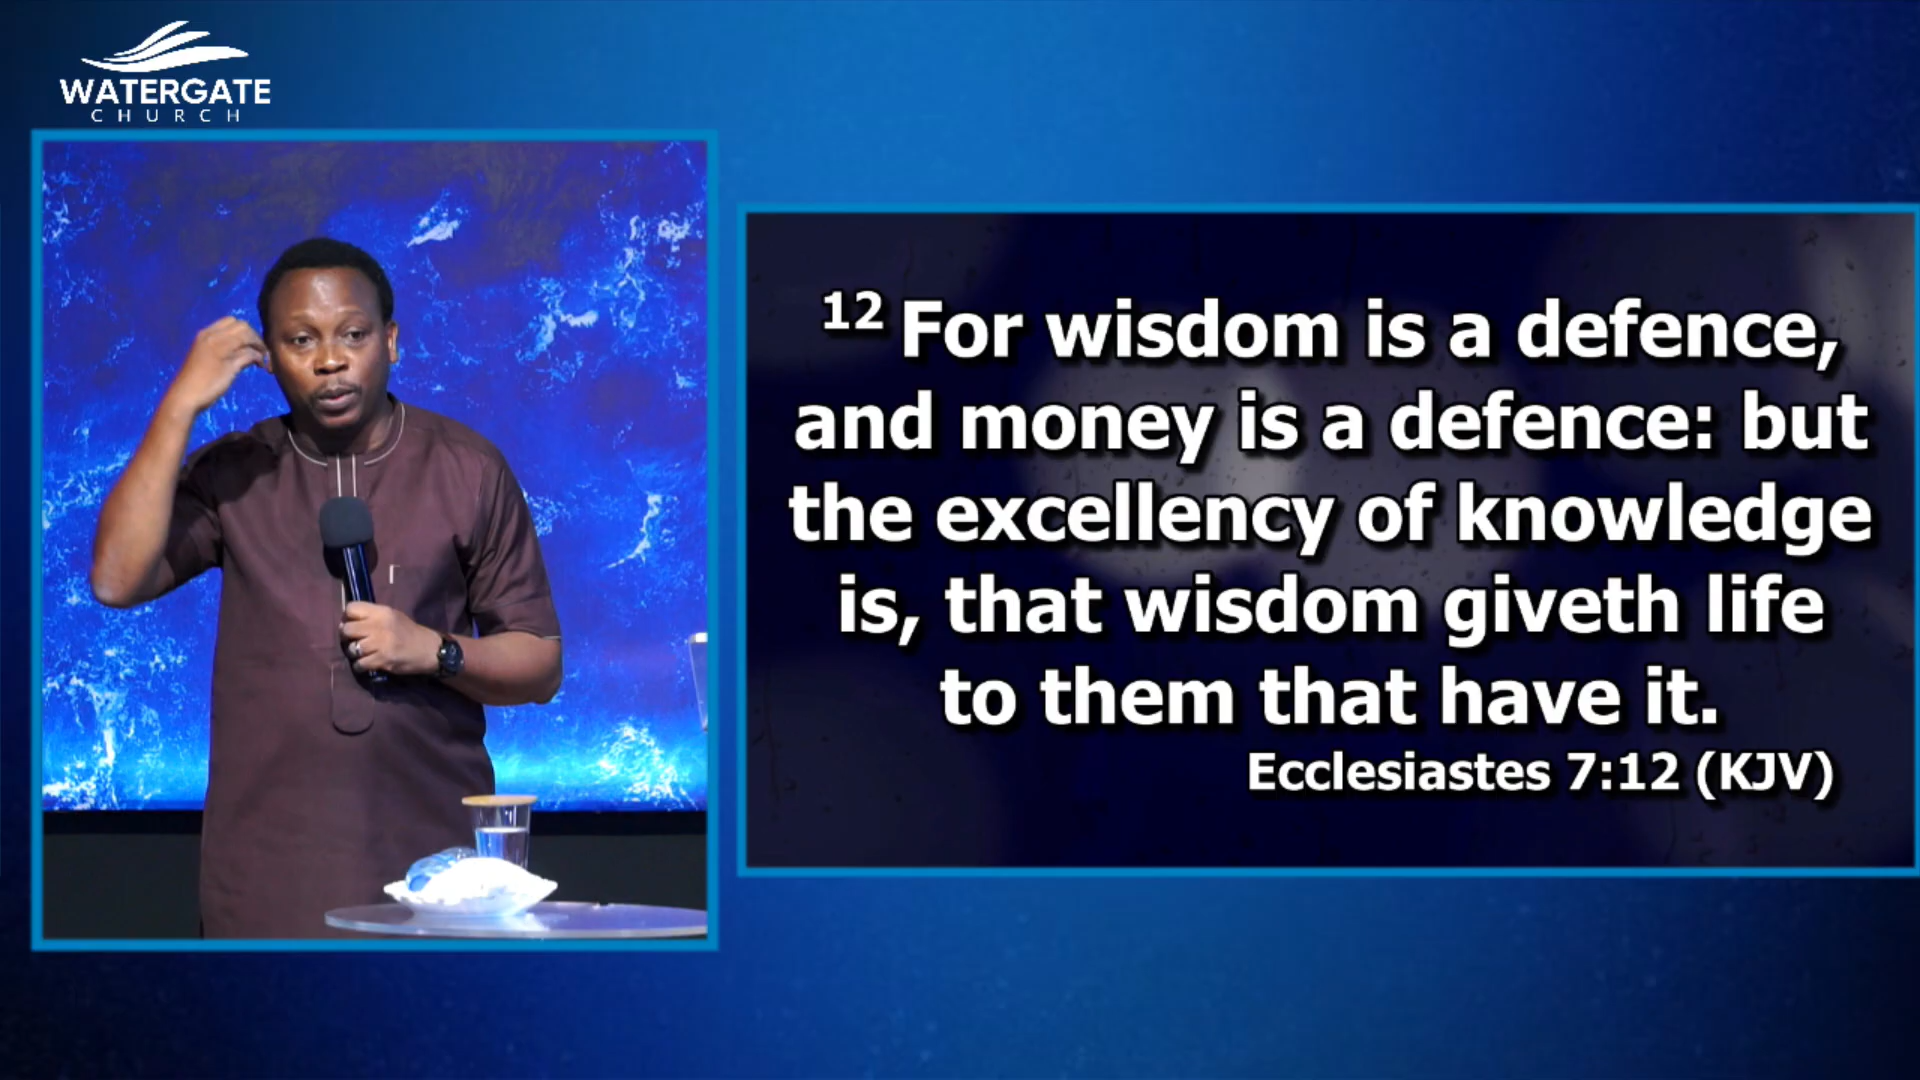 WATERGATE
CHURCH
12 For wisdom is a defence,
and money is a defence: but
the excellency of knowledge
is, that wisdom giveth life
to them that have it.
Ecclesiastes 7:12 (KJV)